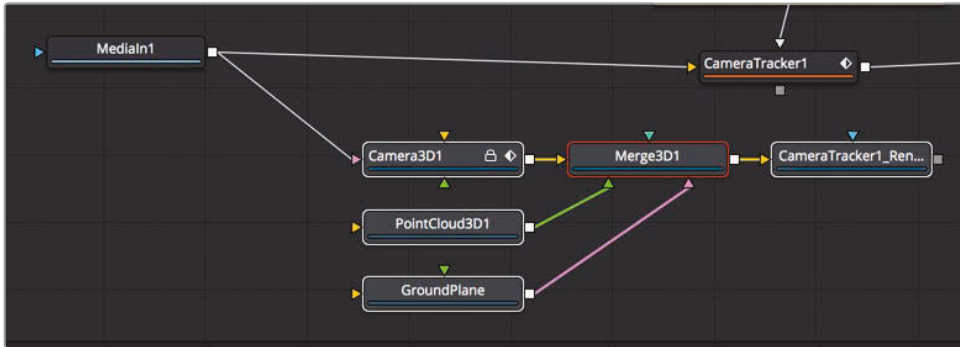 MediaIn1
CameraTracker1
Camera3D1
Merge3D1
CameraTracker1_Ren...
PointCloud3D1
GroundPlane